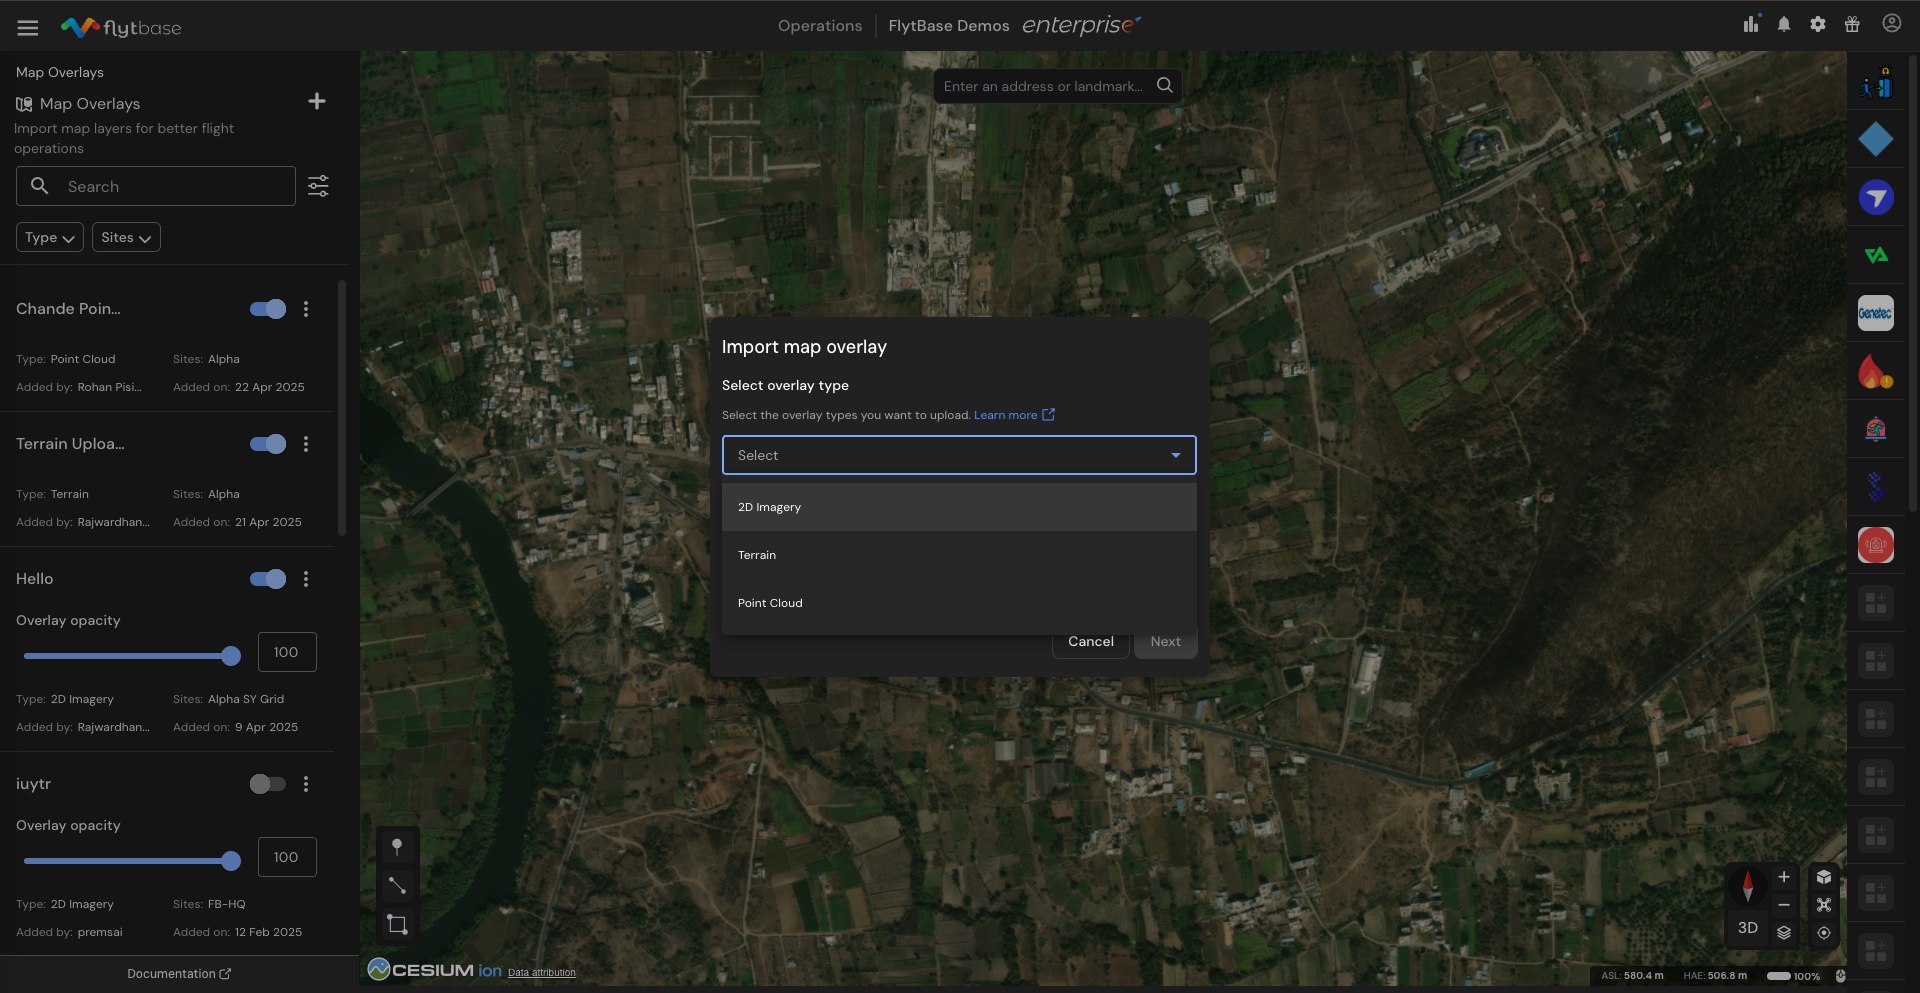 flytbase
Operations
FlytBase Demos enterprise
Map Overlays
Map Overlays
Import map layers for better flight
operations
Search
Type
Sites
Chande Poin...
Type: Point Cloud
Sites: Alpha
Added by: Rohan Pisi...
Added on: 22 Apr 2025
Terrain Uploa...
Type: Terrain
Sites: Alpha
Added by: Rajwardhan...
Added on: 21 Apr 2025
Hello
Overlay opacity
100
Type: 2D Imagery
Sites: Alpha SY Grid
Added by: Rajwardhan...
Added on: 9 Apr 2025
iuytr
Overlay opacity
100
Type: 2D Imagery
Sites: FB-HQ
Added by: premsai
Added on: 12 Feb 2025
Documentation
Enter an address or landmark...
Import map overlay
Select overlay type
Select the overlay types you want to upload. Learn more
Select
2D Imagery
Terrain
Point Cloud
Cancel
Next
Genetec
3D
CESIUM ion Data attribution
ASL: 580.4 m
HAE: 506.8 m
100%